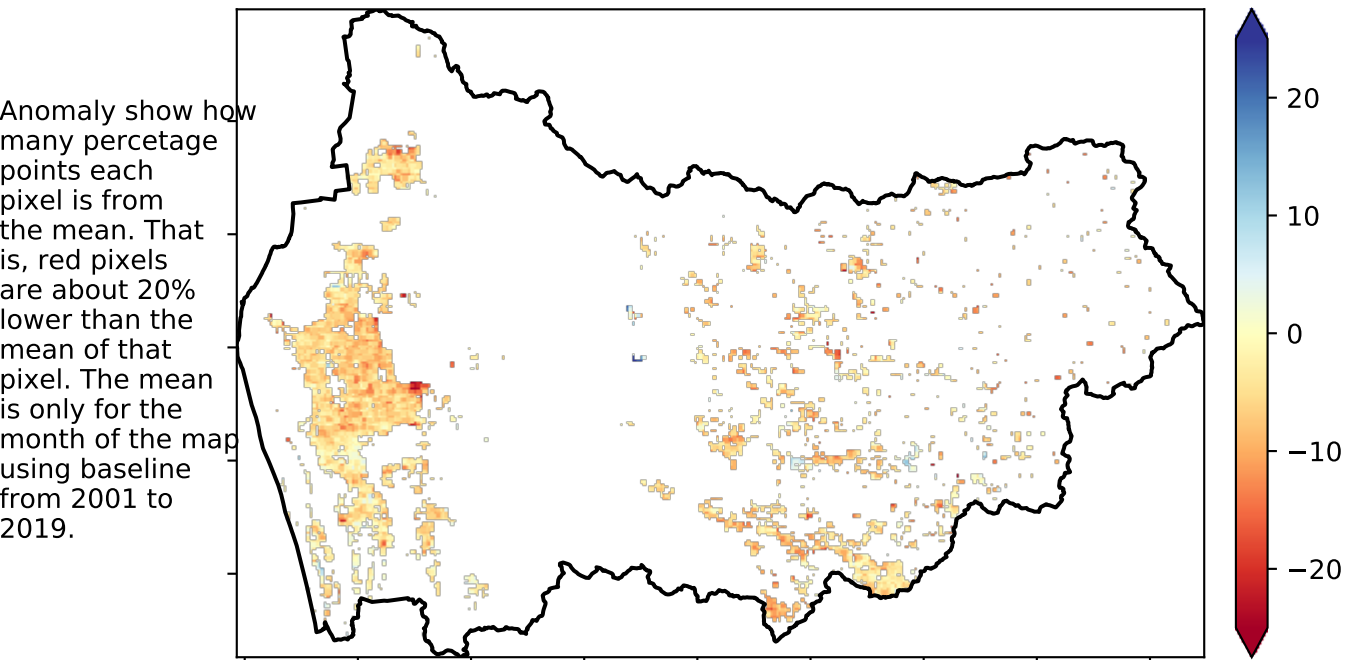 Anomaly show how
many percetage
points each
pixel is from
the mean. That
is, red pixels
are about 20%
lower than the
mean of that
pixel. The mean
is only for the
month of the map
using baseline
from 2001 to
2019.
20
10
0
−10
−20